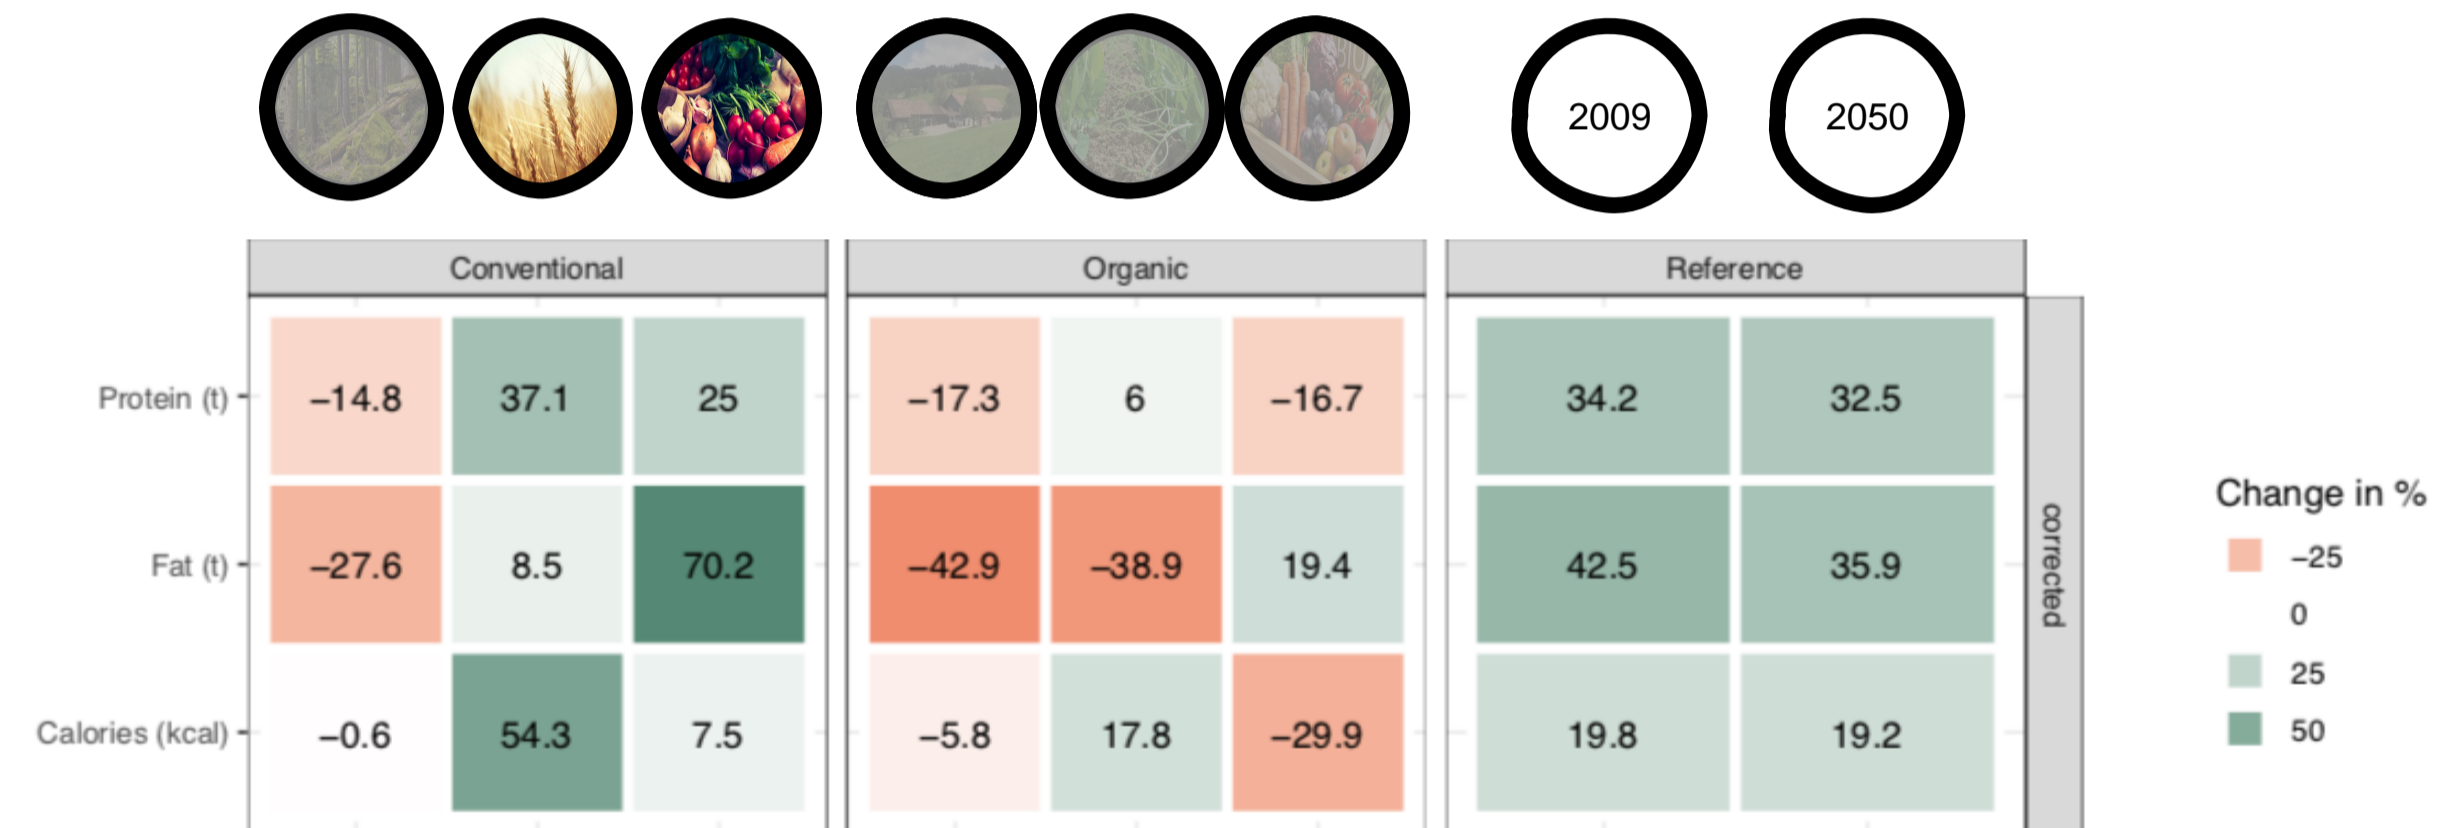 2009 2050
Conventional Organic Reference
Protein (t) −14.8 37.1 25 −17.3 6 −16.7 34.2 32.5
Fat (t) −27.6 8.5 70.2 −42.9 −38.9 19.4 42.5 35.9
Calories (kcal) −0.6 54.3 7.5 −5.8 17.8 −29.9 19.8 19.2
corrected
Change in %
−25
0
25
50